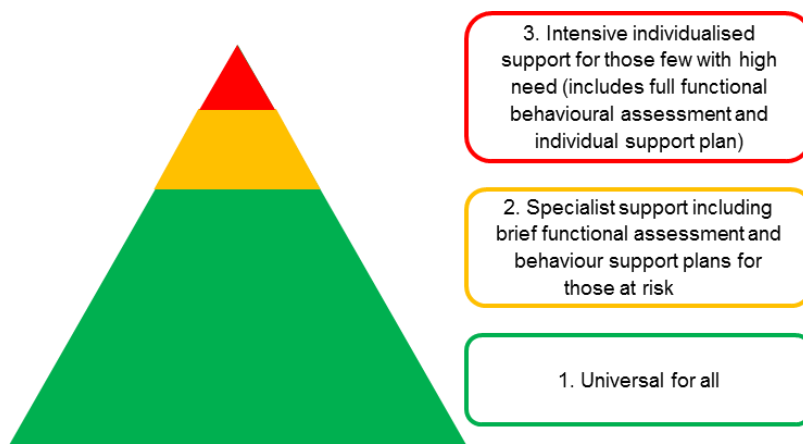 3. Intensive individualised
support for those few with high
need (includes full functional
behavioural assessment and
individual support plan)
2. Specialist support including
brief functional assessment and
behaviour support plans for
those at risk
1. Universal for all